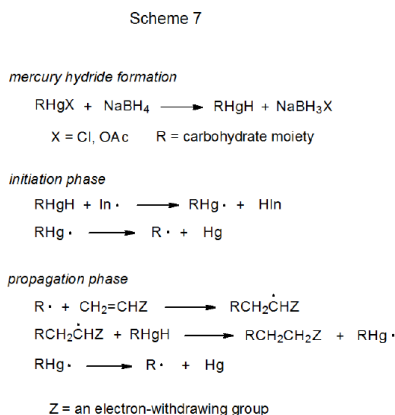 Scheme 7
mercury hydride formation
RHgX + NaBH₄ ⟶ RHgH + NaBH₃X
X = Cl, OAc R = carbohydrate moiety
initiation phase
RHgH + In· ⟶ RHg· + HIn
RHg· ⟶ R· + Hg
propagation phase
R· + CH₂=CHZ ⟶ RCH₂ĊHZ
RCH₂ĊHZ + RHgH ⟶ RCH₂CH₂Z + RHg·
RHg· ⟶ R· + Hg
Z = an electron-withdrawing group